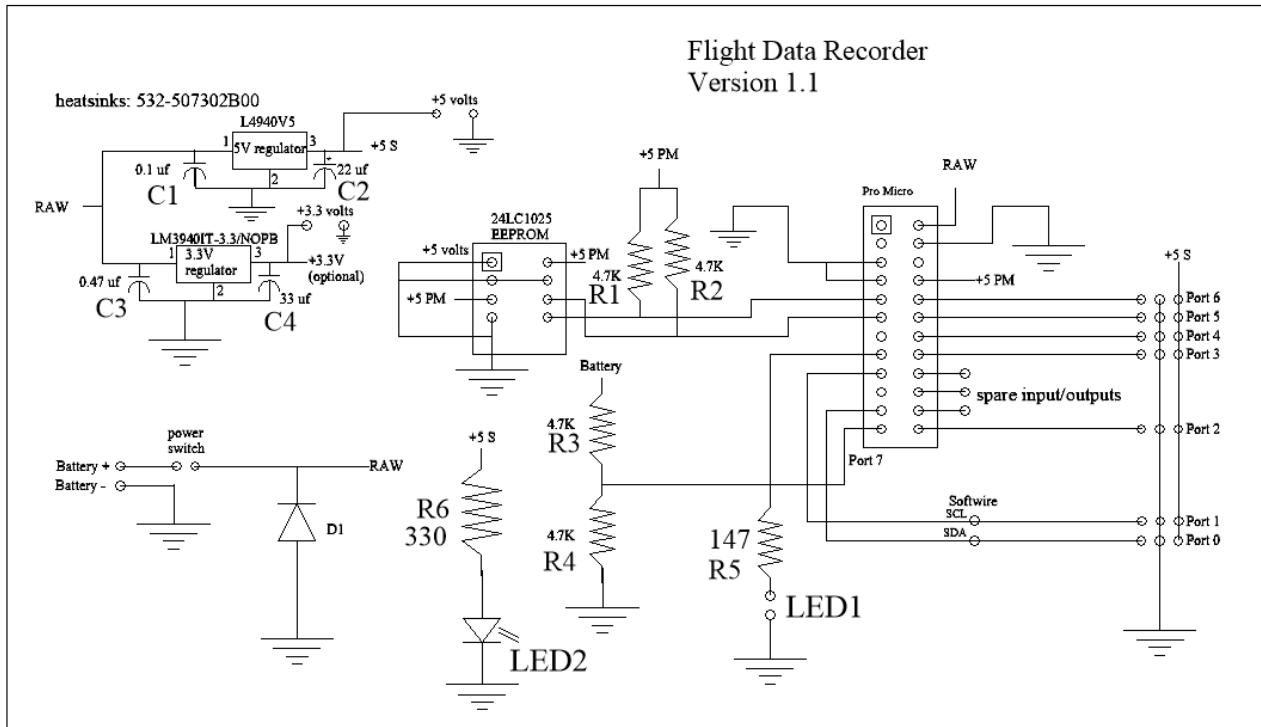 Flight Data Recorder
Version 1.1
heatsinks: 532-507302B00
L4940V5
1
5V regulator
3
2
+5 S
+5 volts
0.1 uf
C1
+
22 uf
C2
RAW
LM3940IT-3.3/NOPB
1
3.3V
regulator
3
2
+3.3 volts
+3.3V
(optional)
0.47 uf
C3
33 uf
C4
24LC1025
EEPROM
+5 volts
+5 PM
+5 PM
+5 PM
4.7K
R1
4.7K
R2
Pro Micro
RAW
+5 PM
+5 S
Port 6
Port 5
Port 4
Port 3
spare input/outputs
Port 2
Port 7
Softwire
SCL
SDA
Port 1
Port 0
Battery
4.7K
R3
4.7K
R4
147
R5
LED1
power
switch
Battery +
Battery -
RAW
D1
+5 S
R6
330
LED2